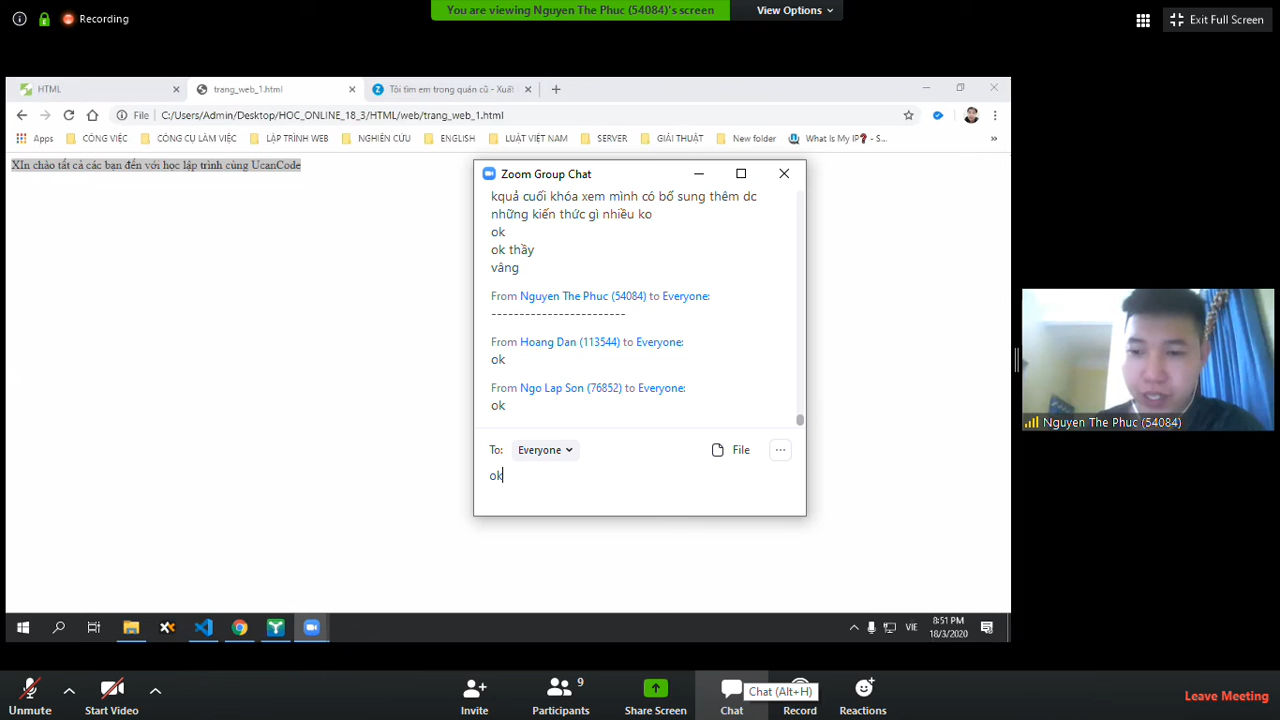 Recording
You are viewing Nguyen The Phuc (54084)'s screen
View Options
Exit Full Screen
HTML
trang_web_1.html
Tôi tìm em trong quán cũ - Xuất
File
C:/Users/Admin/Desktop/HOC_ONLINE_18_3/HTML/web/trang_web_1.html
Apps
CÔNG VIỆC
CÔNG CỤ LÀM VIỆC
LẬP TRÌNH WEB
NGHIÊN CỨU
ENGLISH
LUẬT VIỆT NAM
SERVER
GIẢI THUẬT
New folder
What Is My IP❓ - S...
»
XIn chào tất cả các bạn đến với học lập trình cùng UcanCode
Zoom Group Chat
kquả cuối khóa xem mình có bổ sung thêm dc
những kiến thức gì nhiều ko
ok
ok thầy
vâng
From Nguyen The Phuc (54084) to Everyone:
------------------------
From Hoang Dan (113544) to Everyone:
ok
From Ngo Lap Son (76852) to Everyone:
ok
To:
Everyone
File
ok
Nguyen The Phuc (54084)
VIE
8:51 PM
18/3/2020
Unmute
Start Video
Invite
9
Participants
Share Screen
Chat
Chat (Alt+H)
Record
Reactions
Leave Meeting